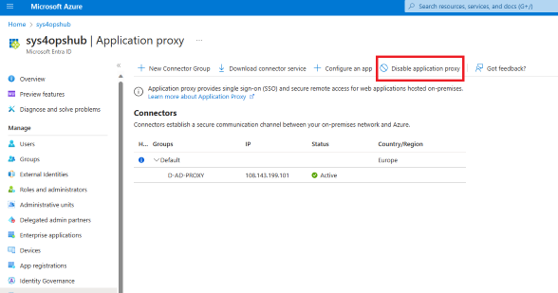 Microsoft Azure
Search resources, services, and docs (G+/)
Home > sys4opshub
sys4opshub | Application proxy ...
Microsoft Entra ID
New Connector Group
Download connector service
Configure an app
Disable application proxy
Got feedback?
Overview
Preview features
Diagnose and solve problems
Manage
Users
Groups
External Identities
Roles and administrators
Administrative units
Delegated admin partners
Enterprise applications
Devices
App registrations
Identity Governance
Application proxy provides single sign-on (SSO) and secure remote access for web applications hosted on-premises.
Learn more about Application Proxy
Connectors
Connectors establish a secure communication channel between your on-premises network and Azure.
H... Groups IP Status Country/Region
Default Europe
O-AD-PROXY 108.143.199.101 Active